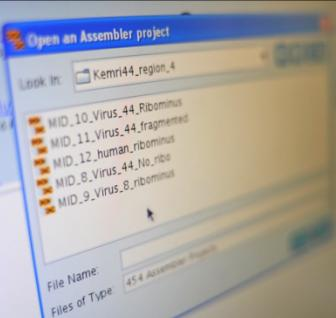 Open an Assembler project
Look In: Kemri44_region_4
MID_10_Virus_44_Ribominus
MID_11_Virus_44_fragmented
MID_12_human_ribominus
MID_8_Virus_44_No_ribo
MID_9_Virus_8_ribominus
File Name:
Files of Type: 454 Assembler Projects